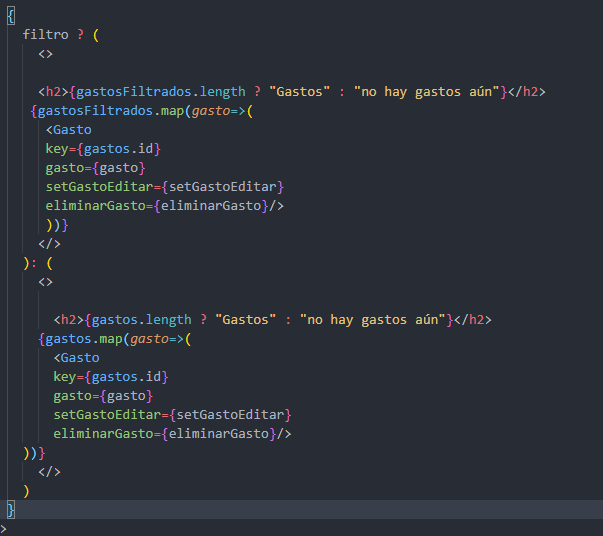 {
filtro ? (
<>
<h2>{gastosFiltrados.length ? "Gastos" : "no hay gastos aún"}</h2>
{gastosFiltrados.map(gasto=>(
<Gasto
key={gastos.id}
gasto={gasto}
setGastoEditar={setGastoEditar}
eliminarGasto={eliminarGasto}/>
))}
</>
): (
<>
<h2>{gastos.length ? "Gastos" : "no hay gastos aún"}</h2>
{gastos.map(gasto=>(
<Gasto
key={gastos.id}
gasto={gasto}
setGastoEditar={setGastoEditar}
eliminarGasto={eliminarGasto}/>
))}
</>
)
}
>